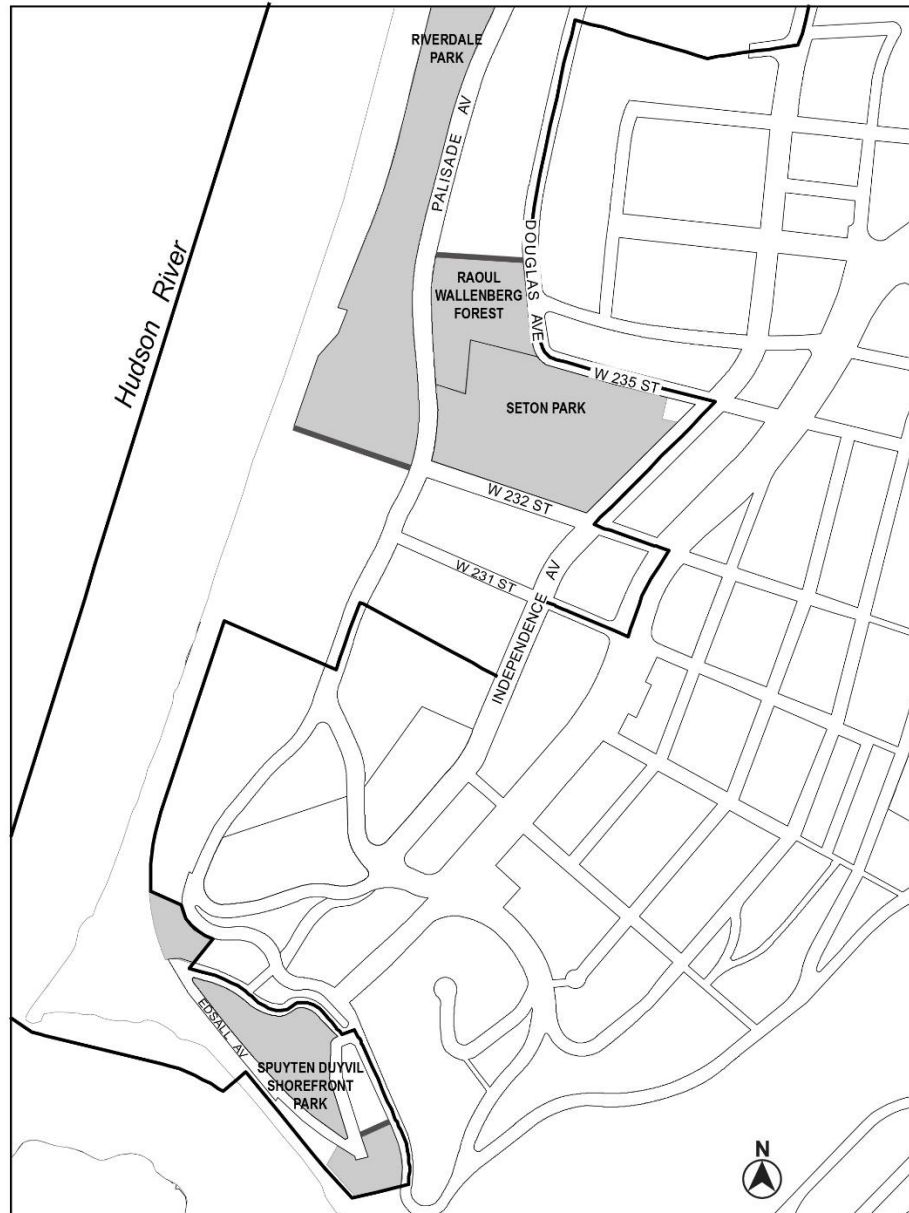 RIVERDALE
PARK
PALISADE AV
DOUGLAS AVE
Hudson River
RAOUL
WALLENBERG
FOREST
W 235 ST
SETON PARK
W 232 ST
W 231 ST
INDEPENDENCE AV
EDSALL AV
SPUYTEN DUYVIL
SHOREFRONT
PARK
N